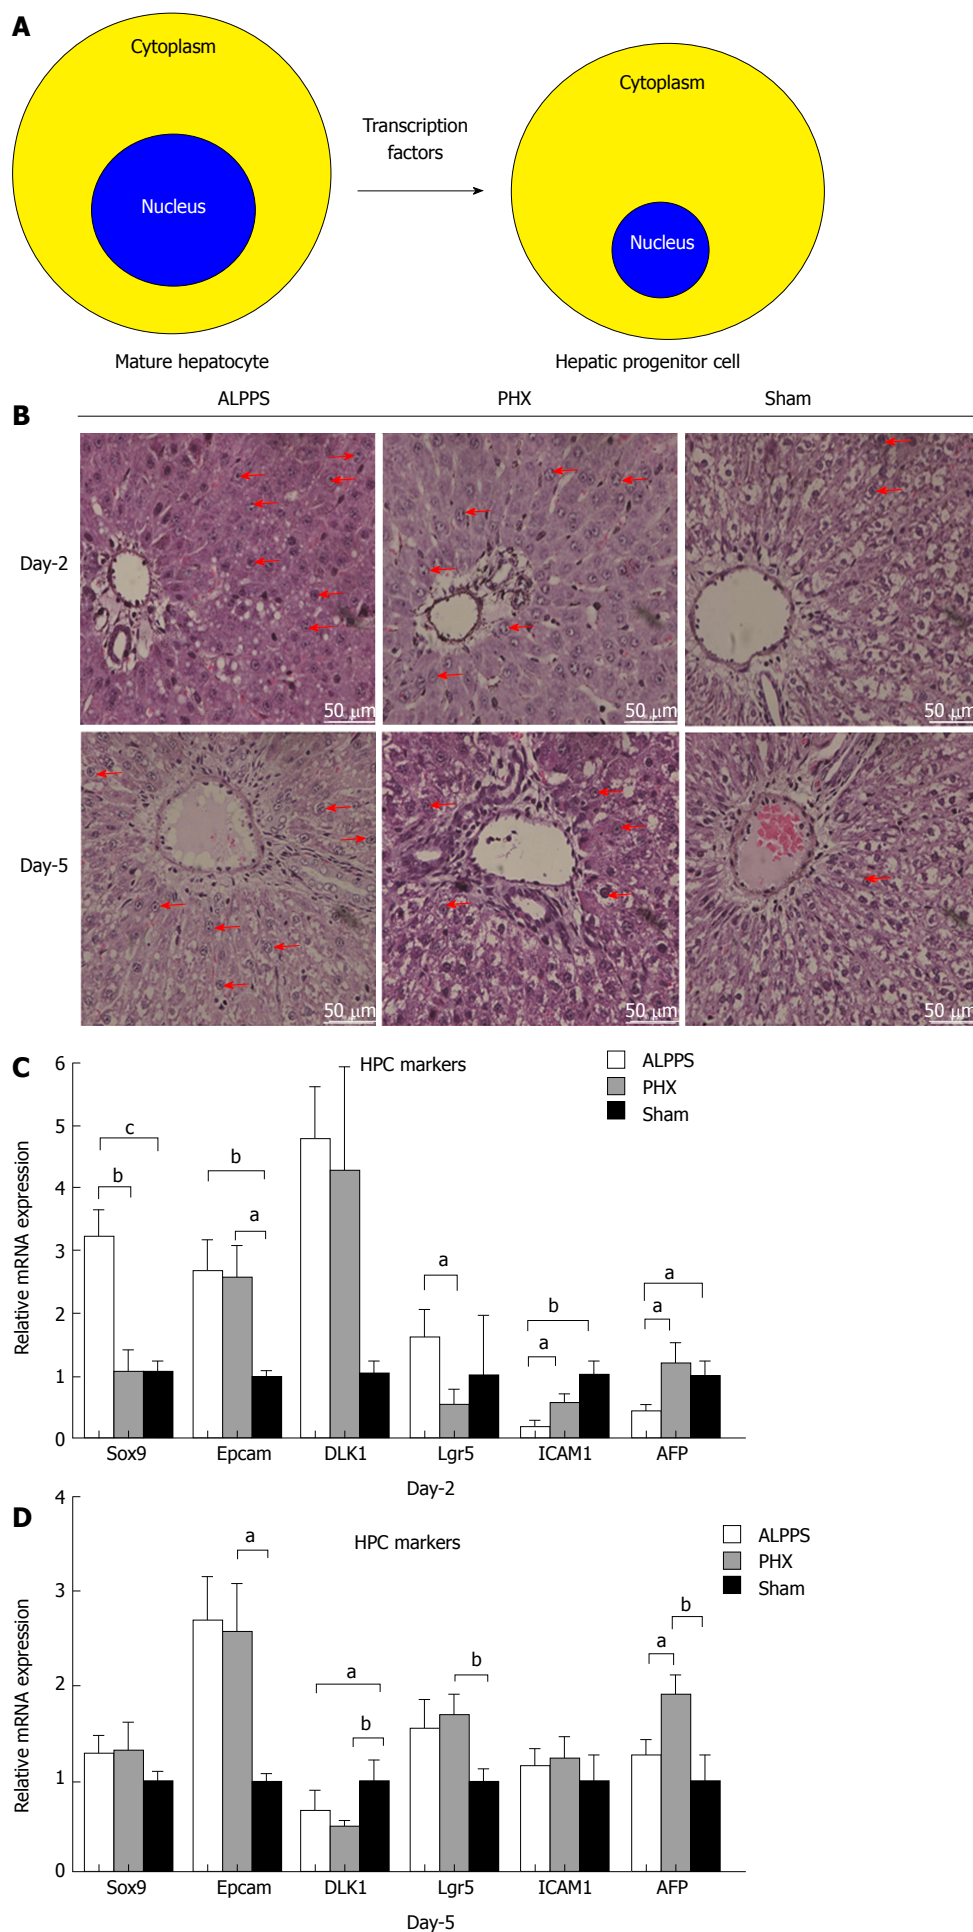 A
Cytoplasm
Nucleus
Mature hepatocyte
Transcription
factors
Cytoplasm
Nucleus
Hepatic progenitor cell
B
ALPPS PHX Sham
Day-2
50 μm 50 μm 50 μm
Day-5
50 μm 50 μm 50 μm
C
HPC markers
ALPPS
PHX
Sham
Relative mRNA expression
6
5
4
3
2
1
0
c
b
b
a
a
b
a
a
a
Sox9 Epcam DLK1 Lgr5 ICAM1 AFP
Day-2
D
HPC markers
ALPPS
PHX
Sham
Relative mRNA expression
4
3
2
1
0
a
a
b
b
b
a
Sox9 Epcam DLK1 Lgr5 ICAM1 AFP
Day-5